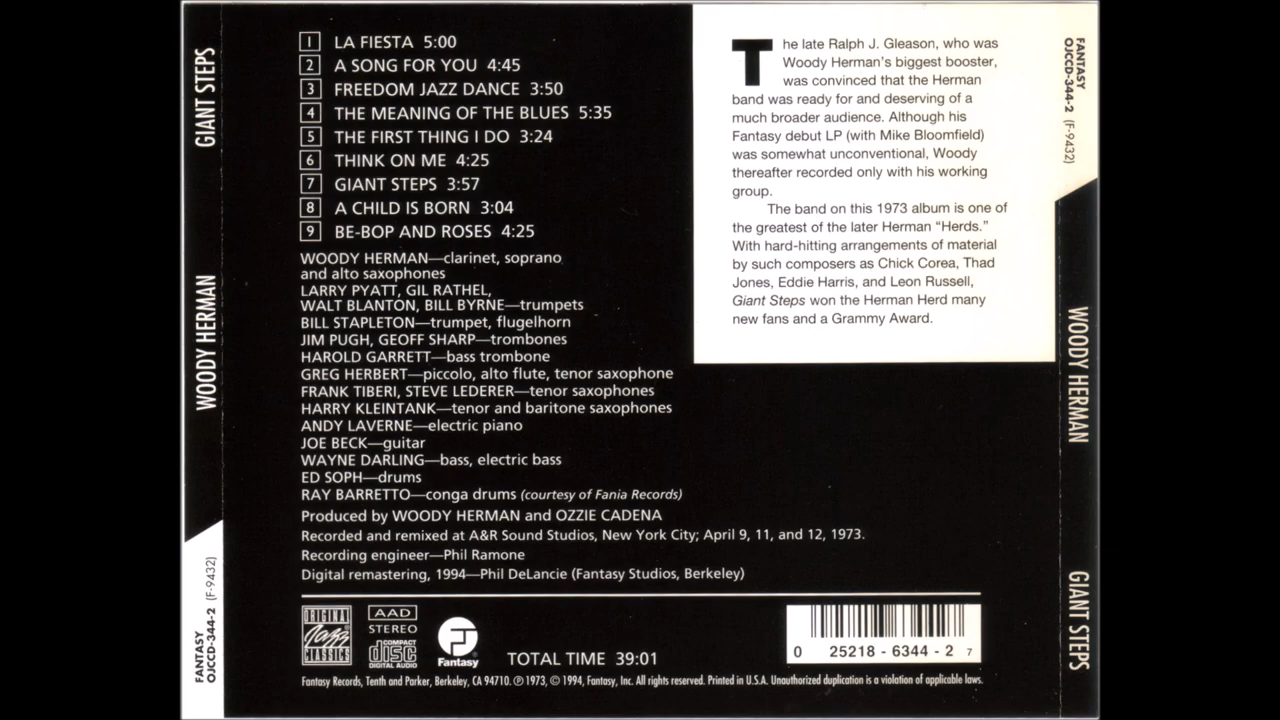 GIANT STEPS
WOODY HERMAN
FANTASY
OJCCD-344-2 (F-9432)
1 LA FIESTA 5:00
2 A SONG FOR YOU 4:45
3 FREEDOM JAZZ DANCE 3:50
4 THE MEANING OF THE BLUES 5:35
5 THE FIRST THING I DO 3:24
6 THINK ON ME 4:25
7 GIANT STEPS 3:57
8 A CHILD IS BORN 3:04
9 BE-BOP AND ROSES 4:25
WOODY HERMAN—clarinet, soprano
and alto saxophones
LARRY PYATT, GIL RATHEL,
WALT BLANTON, BILL BYRNE—trumpets
BILL STAPLETON—trumpet, flugelhorn
JIM PUGH, GEOFF SHARP—trombones
HAROLD GARRETT—bass trombone
GREG HERBERT—piccolo, alto flute, tenor saxophone
FRANK TIBERI, STEVE LEDERER—tenor saxophones
HARRY KLEINTANK—tenor and baritone saxophones
ANDY LAVERNE—electric piano
JOE BECK—guitar
WAYNE DARLING—bass, electric bass
ED SOPH—drums
RAY BARRETTO—conga drums (courtesy of Fania Records)
Produced by WOODY HERMAN and OZZIE CADENA
Recorded and remixed at A&R Sound Studios, New York City; April 9, 11, and 12, 1973.
Recording engineer—Phil Ramone
Digital remastering, 1994—Phil DeLancie (Fantasy Studios, Berkeley)
The late Ralph J. Gleason, who was
Woody Herman's biggest booster,
was convinced that the Herman
band was ready for and deserving of a
much broader audience. Although his
Fantasy debut LP (with Mike Bloomfield)
was somewhat unconventional, Woody
thereafter recorded only with his working
group.
The band on this 1973 album is one of
the greatest of the later Herman “Herds.”
With hard-hitting arrangements of material
by such composers as Chick Corea, Thad
Jones, Eddie Harris, and Leon Russell,
Giant Steps won the Herman Herd many
new fans and a Grammy Award.
ORIGINAL
Jazz
CLASSICS
AAD
STEREO
COMPACT
disc
DIGITAL AUDIO
Fantasy
TOTAL TIME 39:01
0 25218-6344-2 7
Fantasy Records, Tenth and Parker, Berkeley, CA 94710. ℗ 1973, © 1994, Fantasy, Inc. All rights reserved. Printed in U.S.A. Unauthorized duplication is a violation of applicable laws.
FANTASY
OJCCD-344-2 (F-9432)
WOODY HERMAN
GIANT STEPS